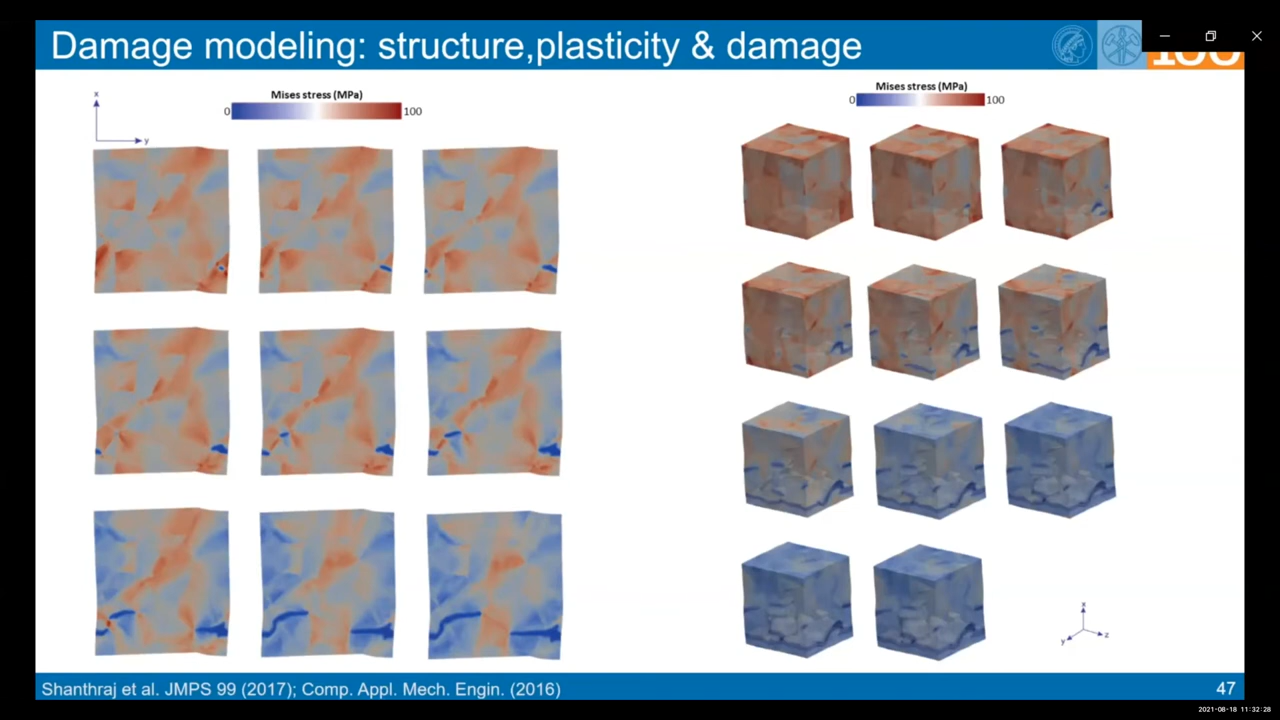 Damage modeling: structure,plasticity & damage
Mises stress (MPa)
0 100
x
y
Mises stress (MPa)
0 100
x
y z
Shanthraj et al. JMPS 99 (2017); Comp. Appl. Mech. Engin. (2016)
47
2021-08-18 11:32:28